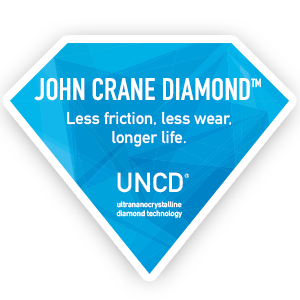 JOHN CRANE DIAMOND™
Less friction, less wear,
longer life.
UNCD®
ultrananocrystalline
diamond technology